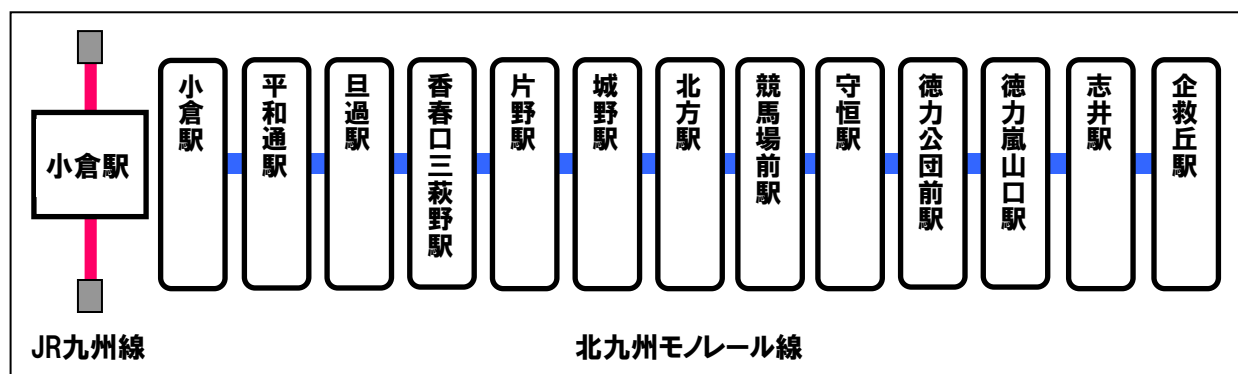 小倉駅
小倉駅
平和通駅
旦過駅
香春口三萩野駅
片野駅
城野駅
北方駅
競馬場前駅
守恒駅
徳力公団前駅
徳力嵐山口駅
志井駅
企救丘駅
JR九州線
北九州モノレール線